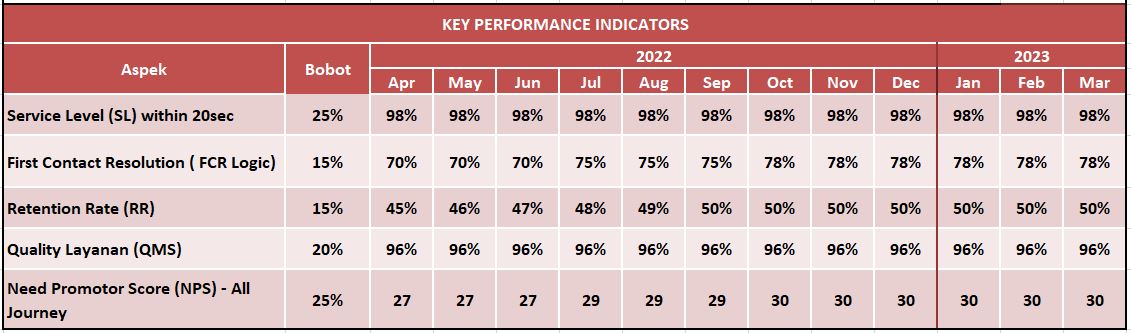 KEY PERFORMANCE INDICATORS
Aspek Bobot 2022 2023
Apr May Jun Jul Aug Sep Oct Nov Dec Jan Feb Mar
Service Level (SL) within 20sec 25% 98% 98% 98% 98% 98% 98% 98% 98% 98% 98% 98% 98%
First Contact Resolution ( FCR Logic) 15% 70% 70% 70% 75% 75% 75% 78% 78% 78% 78% 78% 78%
Retention Rate (RR) 15% 45% 46% 47% 48% 49% 50% 50% 50% 50% 50% 50% 50%
Quality Layanan (QMS) 20% 96% 96% 96% 96% 96% 96% 96% 96% 96% 96% 96% 96%
Need Promotor Score (NPS) - All
Journey 25% 27 27 27 29 29 29 30 30 30 30 30 30